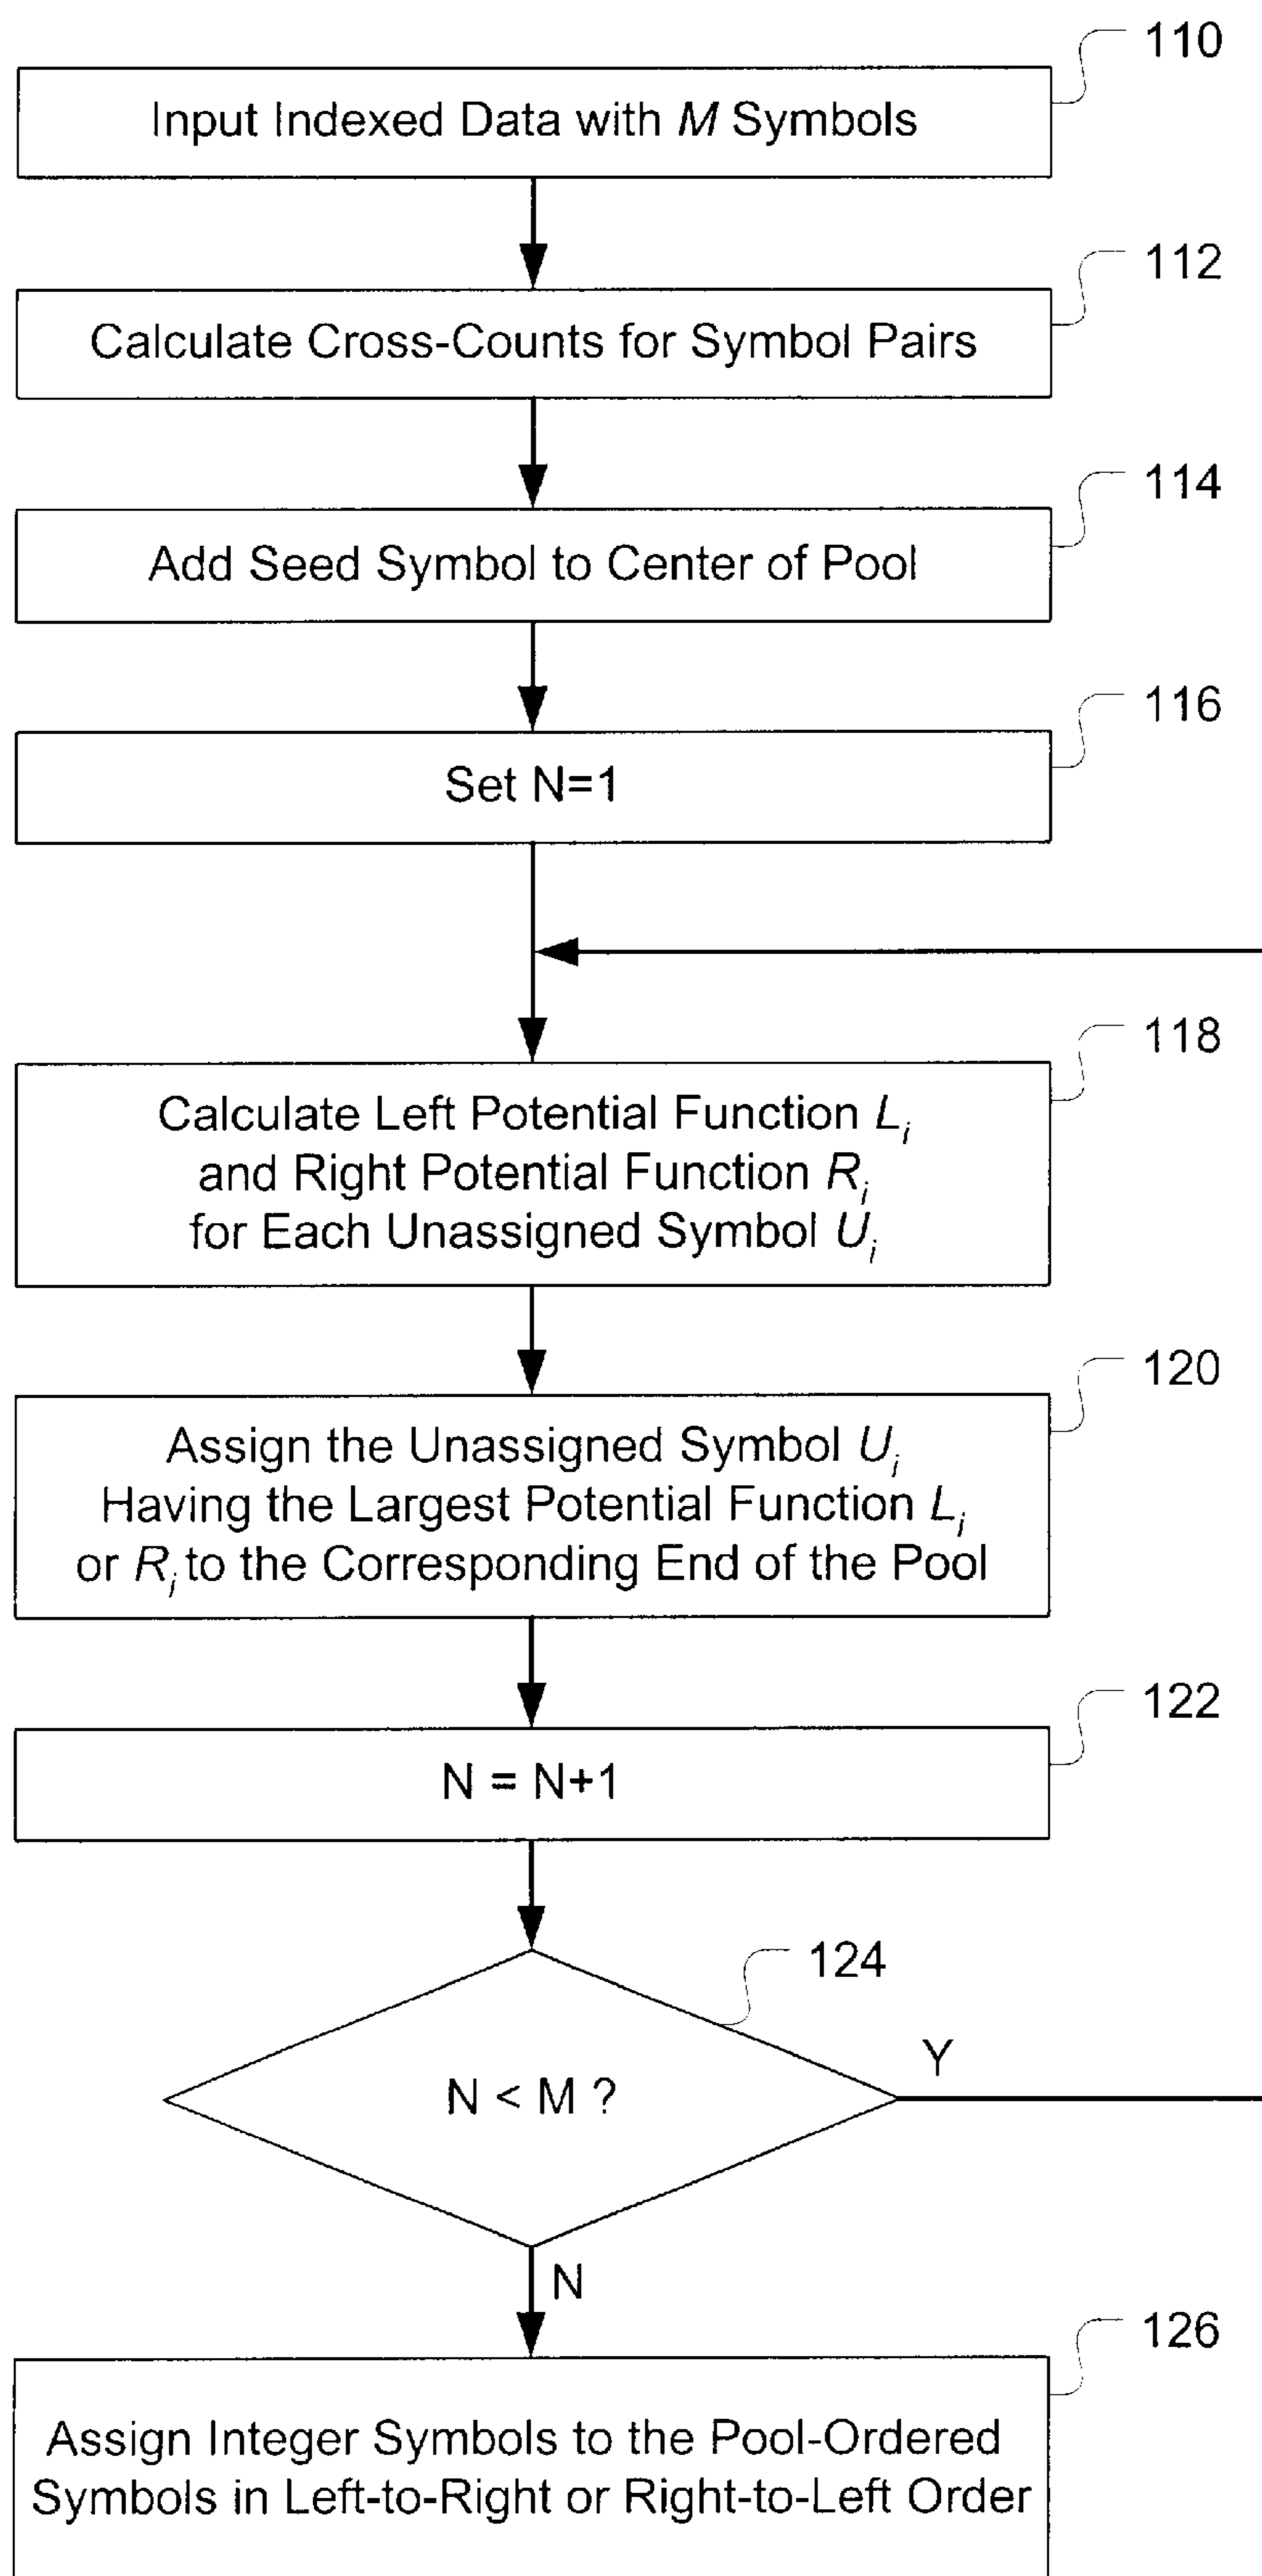 110
Input Indexed Data with M Symbols
112
Calculate Cross-Counts for Symbol Pairs
114
Add Seed Symbol to Center of Pool
116
Set N=1
118
Calculate Left Potential Function Li
and Right Potential Function Ri
for Each Unassigned Symbol Ui
120
Assign the Unassigned Symbol Ui
Having the Largest Potential Function Li
or Ri to the Corresponding End of the Pool
122
N = N+1
124
N < M ?
Y
N
126
Assign Integer Symbols to the Pool-Ordered
Symbols in Left-to-Right or Right-to-Left Order